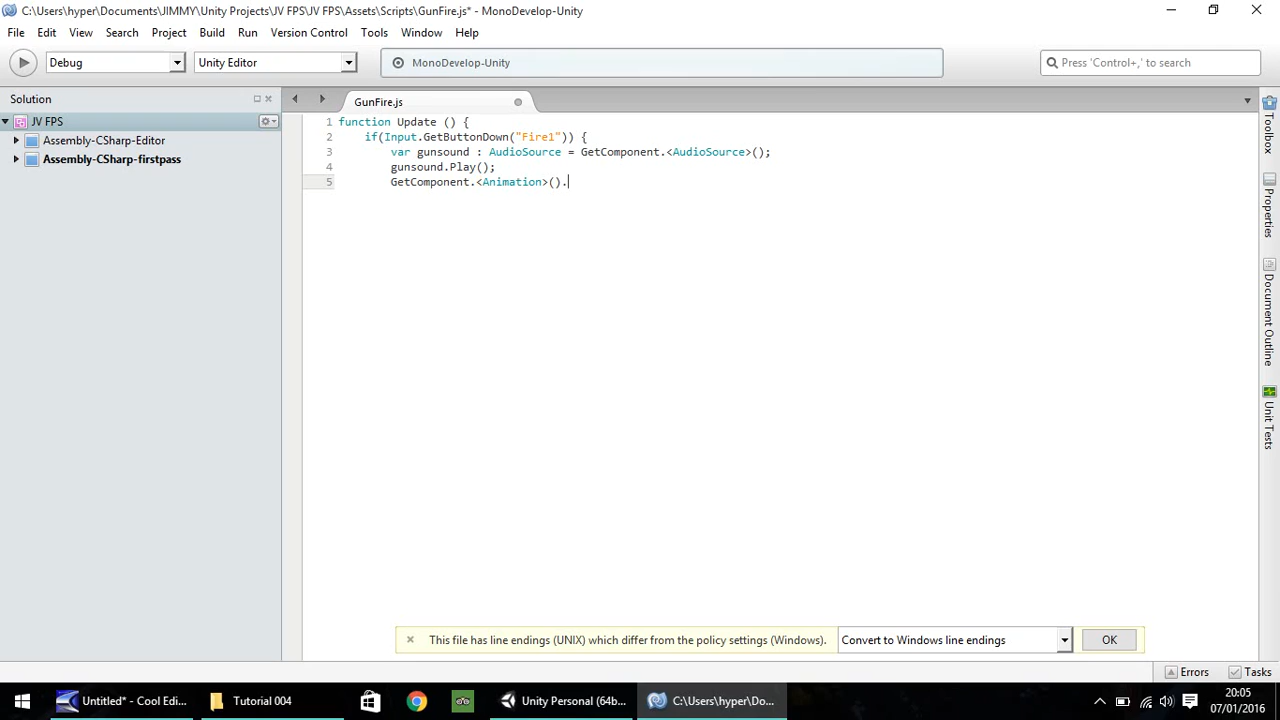 C:\Users\hyper\Documents\JIMMY\Unity Projects\JV FPS\JV FPS\Assets\Scripts\GunFire.js* - MonoDevelop-Unity
File Edit View Search Project Build Run Version Control Tools Window Help
Debug Unity Editor MonoDevelop-Unity Press 'Control+,' to search
Solution GunFire.js
JV FPS
Assembly-CSharp-Editor
Assembly-CSharp-firstpass
1 function Update () {
2 if(Input.GetButtonDown("Fire1")) {
3 var gunsound : AudioSource = GetComponent.<AudioSource>();
4 gunsound.Play();
5 GetComponent.<Animation>().
Toolbox
Properties
Document Outline
Unit Tests
This file has line endings (UNIX) which differ from the policy settings (Windows). Convert to Windows line endings OK
Errors Tasks
Untitled* - Cool Edi... Tutorial 004 Unity Personal (64b... C:\Users\hyper\Do... 20:05
07/01/2016